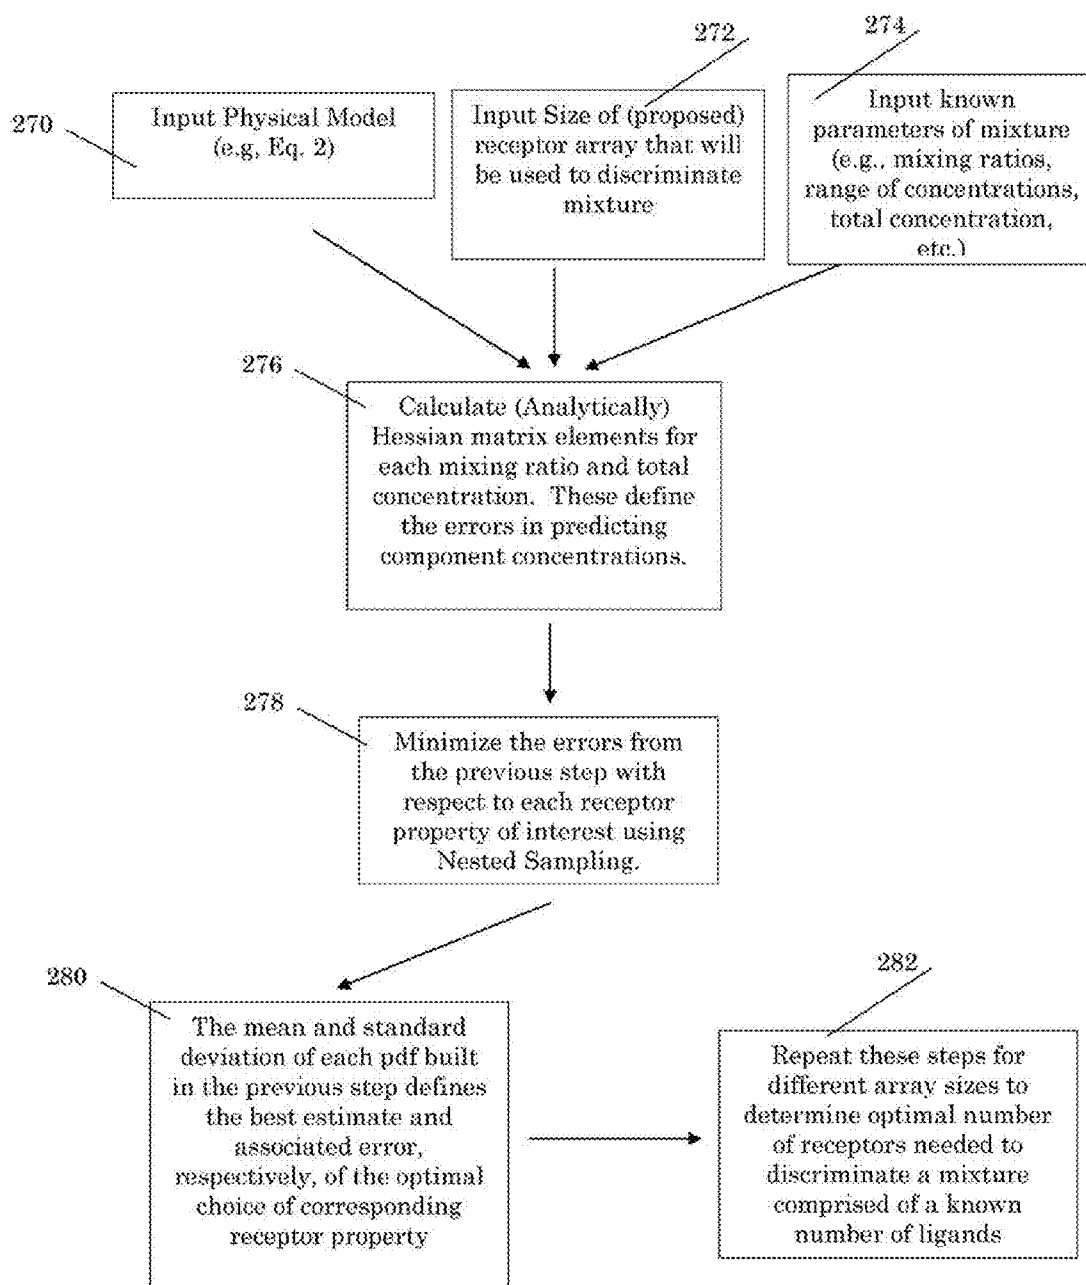 270
Input Physical Model
(e.g, Eq. 2)
272
Input Size of (proposed)
receptor array that will
be used to discriminate
mixture
274
Input known
parameters of mixture
(e.g., mixing ratios,
range of concentrations,
total concentration,
etc.)
276
Calculate (Analytically)
Hessian matrix elements for
each mixing ratio and total
concentration. These define
the errors in predicting
component concentrations.
278
Minimize the errors from
the previous step with
respect to each receptor
property of interest using
Nested Sampling.
280
The mean and standard
deviation of each pdf built
in the previous step defines
the best estimate and
associated error,
respectively, of the optimal
choice of corresponding
receptor property
282
Repeat these steps for
different array sizes to
determine optimal number
of receptors needed to
discriminate a mixture
comprised of a known
number of ligands